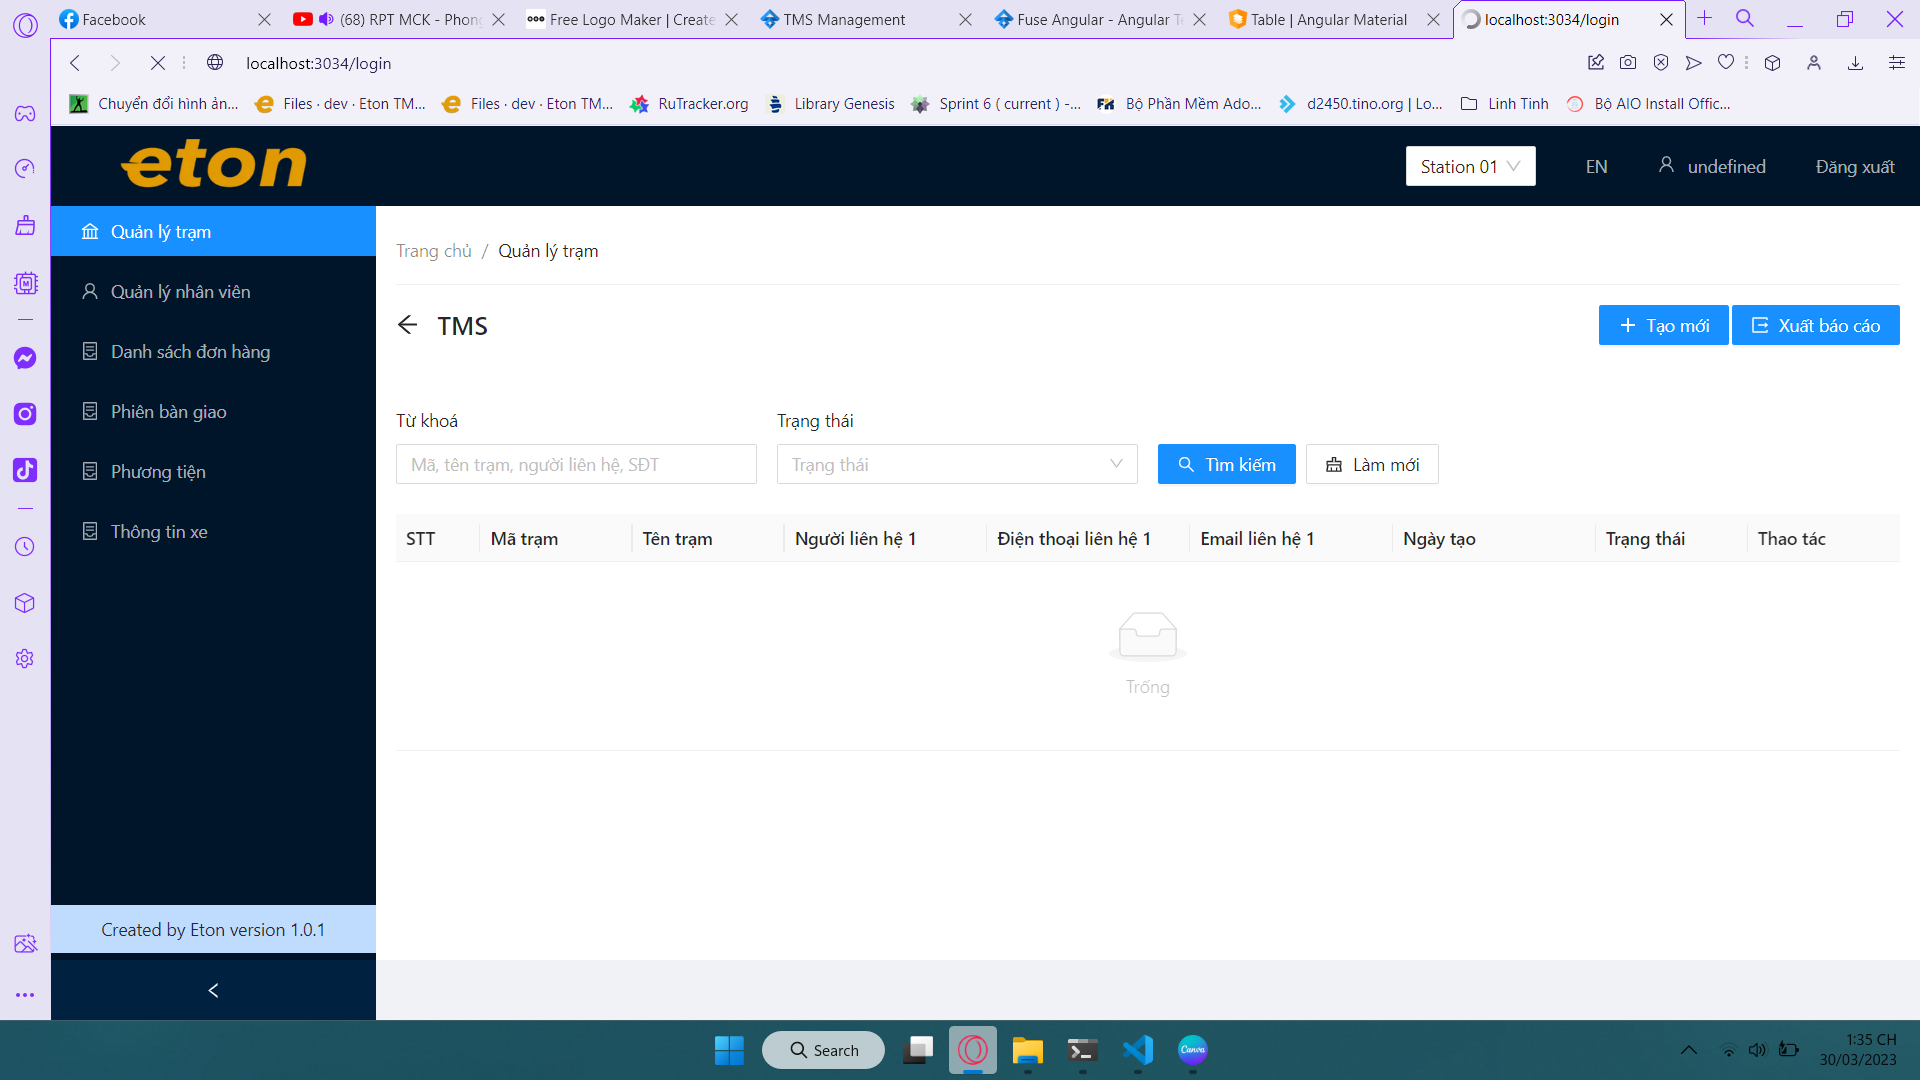 Facebook
(68) RPT MCK - Phong
Free Logo Maker | Create
TMS Management
Fuse Angular - Angular Te
Table | Angular Material
localhost:3034/login
localhost:3034/login
Chuyển đổi hình ản...
Files · dev · Eton TM...
Files · dev · Eton TM...
RuTracker.org
Library Genesis
Sprint 6 ( current ) -...
Bộ Phần Mềm Ado...
d2450.tino.org | Lo...
Linh Tinh
Bộ AIO Install Offic...
eton
Station 01
EN
undefined
Đăng xuất
Quản lý trạm
Quản lý nhân viên
Danh sách đơn hàng
Phiên bàn giao
Phương tiện
Thông tin xe
Created by Eton version 1.0.1
Trang chủ / Quản lý trạm
TMS
Tạo mới
Xuất báo cáo
Từ khoá
Trạng thái
Mã, tên trạm, người liên hệ, SĐT
Trạng thái
Tìm kiếm
Làm mới
STT
Mã trạm
Tên trạm
Người liên hệ 1
Điện thoại liên hệ 1
Email liên hệ 1
Ngày tạo
Trạng thái
Thao tác
Trống
Search
Canva
1:35 CH
30/03/2023